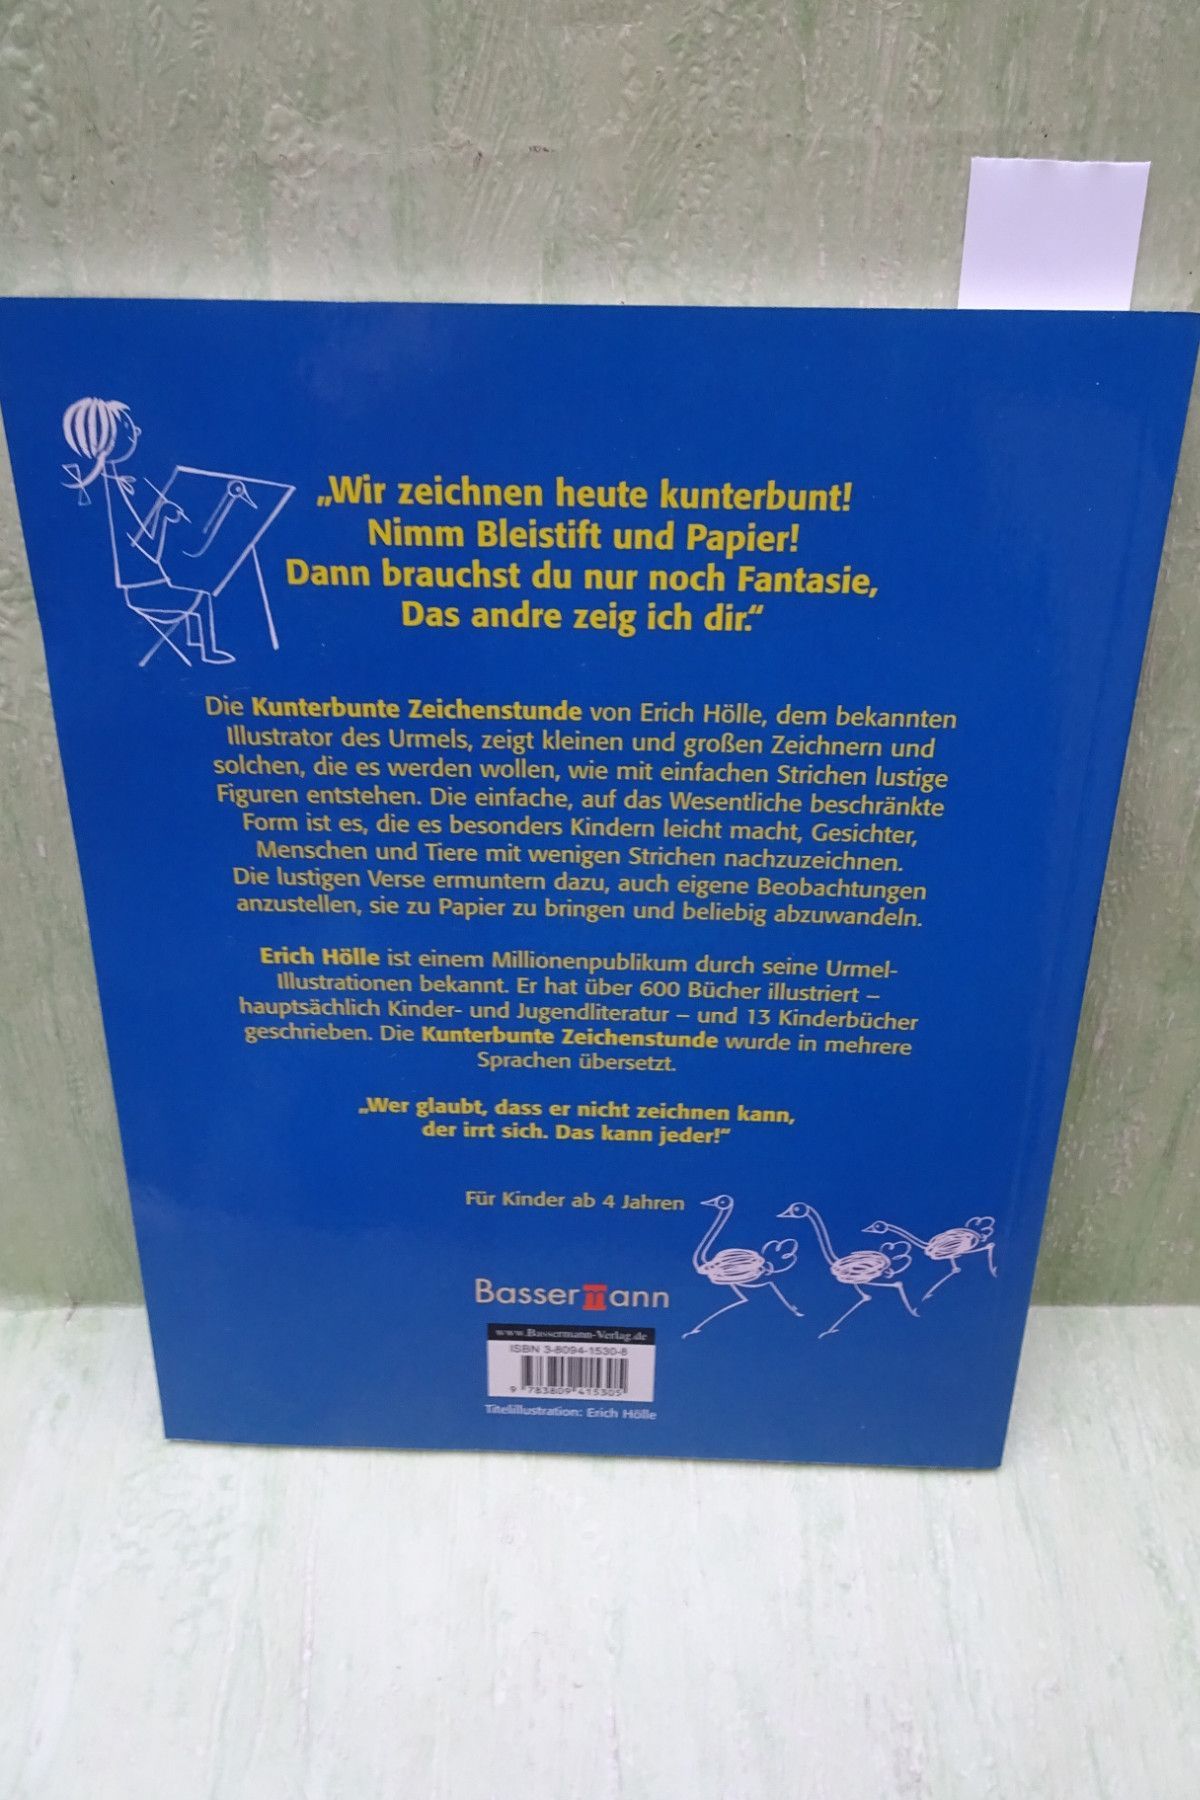 „Wir zeichnen heute kunterbunt!
Nimm Bleistift und Papier!
Dann brauchst du nur noch Fantasie,
Das andre zeig ich dir.“
Die Kunterbunte Zeichenstunde von Erich Hölle, dem bekannten
Illustrator des Urmels, zeigt kleinen und großen Zeichnern und
solchen, die es werden wollen, wie mit einfachen Strichen lustige
Figuren entstehen. Die einfache, auf das Wesentliche beschränkte
Form ist es, die es besonders Kindern leicht macht, Gesichter,
Menschen und Tiere mit wenigen Strichen nachzuzeichnen.
Die lustigen Verse ermuntern dazu, auch eigene Beobachtungen
anzustellen, sie zu Papier zu bringen und beliebig abzuwandeln.
Erich Hölle ist einem Millionenpublikum durch seine Urmel-
Illustrationen bekannt. Er hat über 600 Bücher illustriert –
hauptsächlich Kinder- und Jugendliteratur – und 13 Kinderbücher
geschrieben. Die Kunterbunte Zeichenstunde wurde in mehrere
Sprachen übersetzt.
„Wer glaubt, dass er nicht zeichnen kann,
der irrt sich. Das kann jeder!“
Für Kinder ab 4 Jahren
Bassermann
www.Bassermann-Verlag.de
ISBN 3-8094-1530-8
9 783809 415305
Titelillustration: Erich Hölle